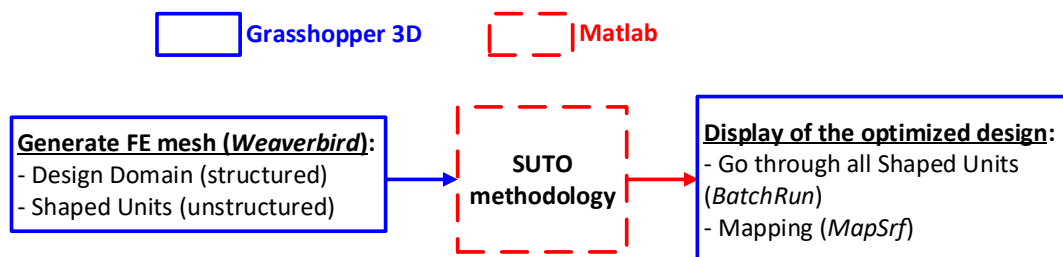 Grasshopper 3D
Matlab
Generate FE mesh (Weaverbird):
- Design Domain (structured)
- Shaped Units (unstructured)
SUTO
methodology
Display of the optimized design:
- Go through all Shaped Units
(BatchRun)
- Mapping (MapSrf)